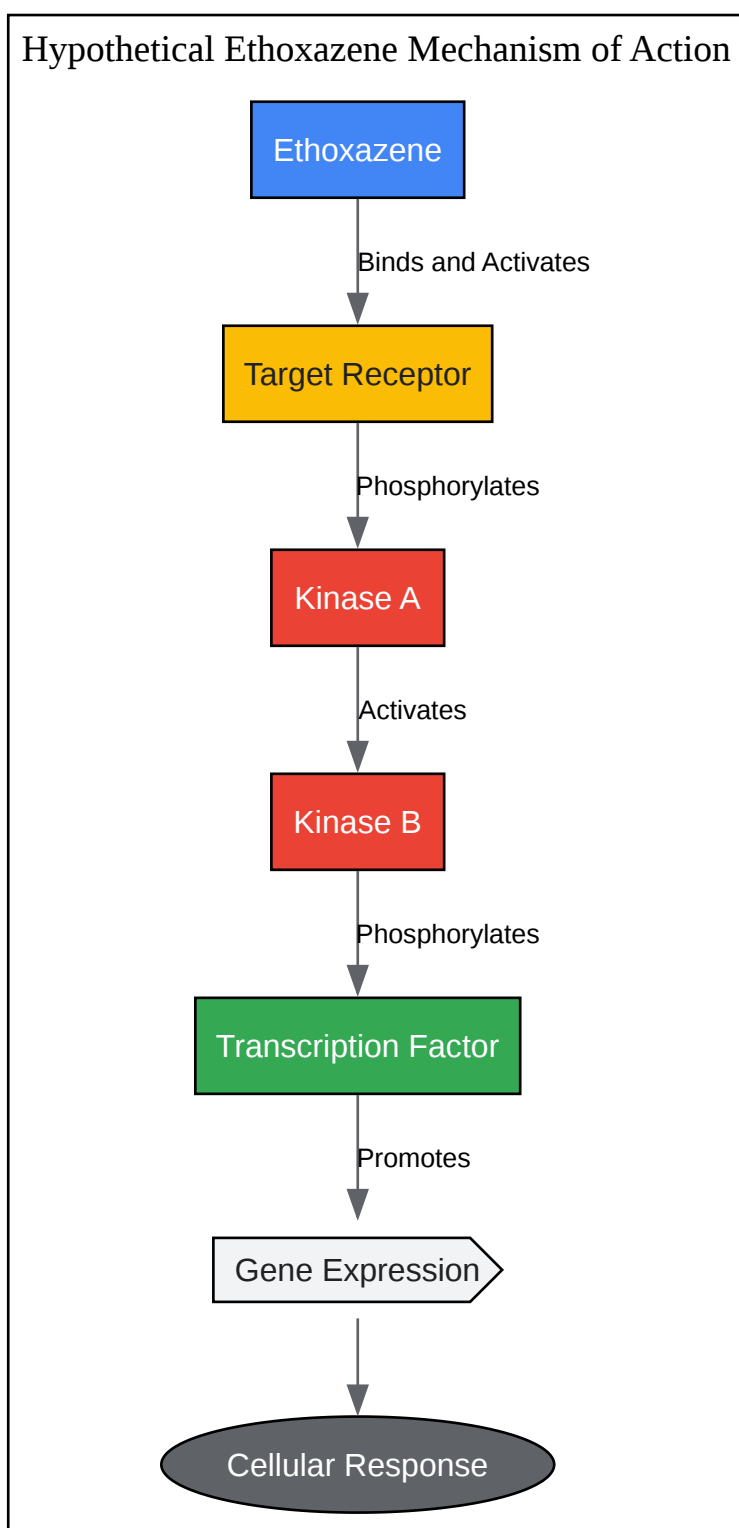 Hypothetical Ethoxazene Mechanism of Action
Ethoxazene
Binds and Activates
Target Receptor
Phosphorylates
Kinase A
Activates
Kinase B
Phosphorylates
Transcription Factor
Promotes
Gene Expression
Cellular Response